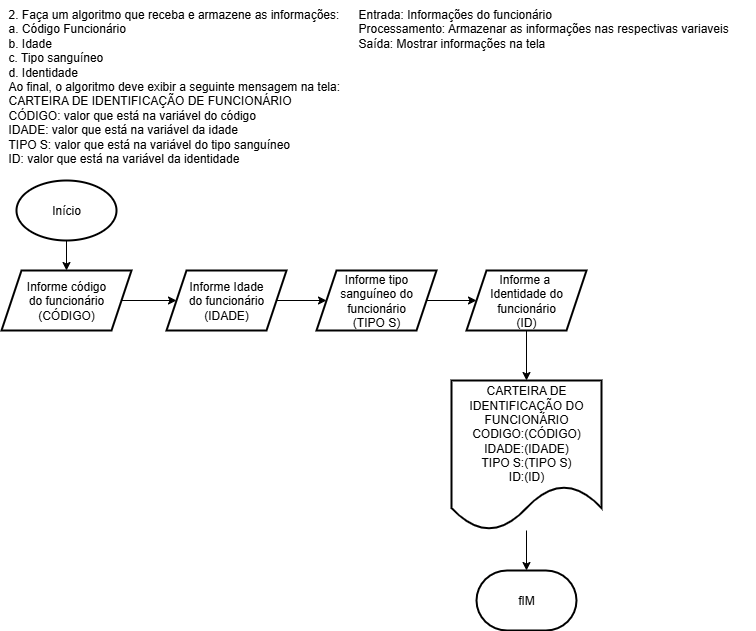 2. Faça um algoritmo que receba e armazene as informações:
a. Código Funcionário
b. Idade
c. Tipo sanguíneo
d. Identidade
Ao final, o algoritmo deve exibir a seguinte mensagem na tela:
CARTEIRA DE IDENTIFICAÇÃO DE FUNCIONÁRIO
CÓDIGO: valor que está na variável do código
IDADE: valor que está na variável da idade
TIPO S: valor que está na variável do tipo sanguíneo
ID: valor que está na variável da identidade
Entrada: Informações do funcionário
Processamento: Armazenar as informações nas respectivas variaveis
Saída: Mostrar informações na tela
Início
Informe código
do funcionário
(CÓDIGO)
Informe Idade
do funcionário
(IDADE)
Informe tipo
sanguíneo do
funcionário
(TIPO S)
Informe a
Identidade do
funcionário
(ID)
CARTEIRA DE
IDENTIFICAÇÃO DO
FUNCIONÁRIO
CODIGO:(CÓDIGO)
IDADE:(IDADE)
TIPO S:(TIPO S)
ID:(ID)
fIM